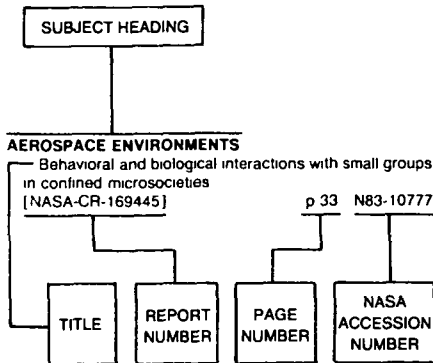 SUBJECT HEADING
AEROSPACE ENVIRONMENTS
Behavioral and biological interactions with small groups
in confined microsocieties
[NASA-CR-169445] p 33 N83-10777
TITLE
REPORT
NUMBER
PAGE
NUMBER
NASA
ACCESSION
NUMBER